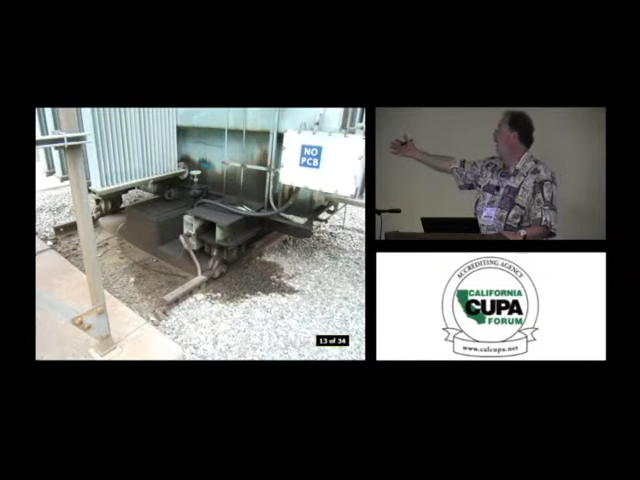 NO
PCB
13 of 34
ACCREDITING AGENCY
CALIFORNIA
CUPA
FORUM
www.calcupa.net